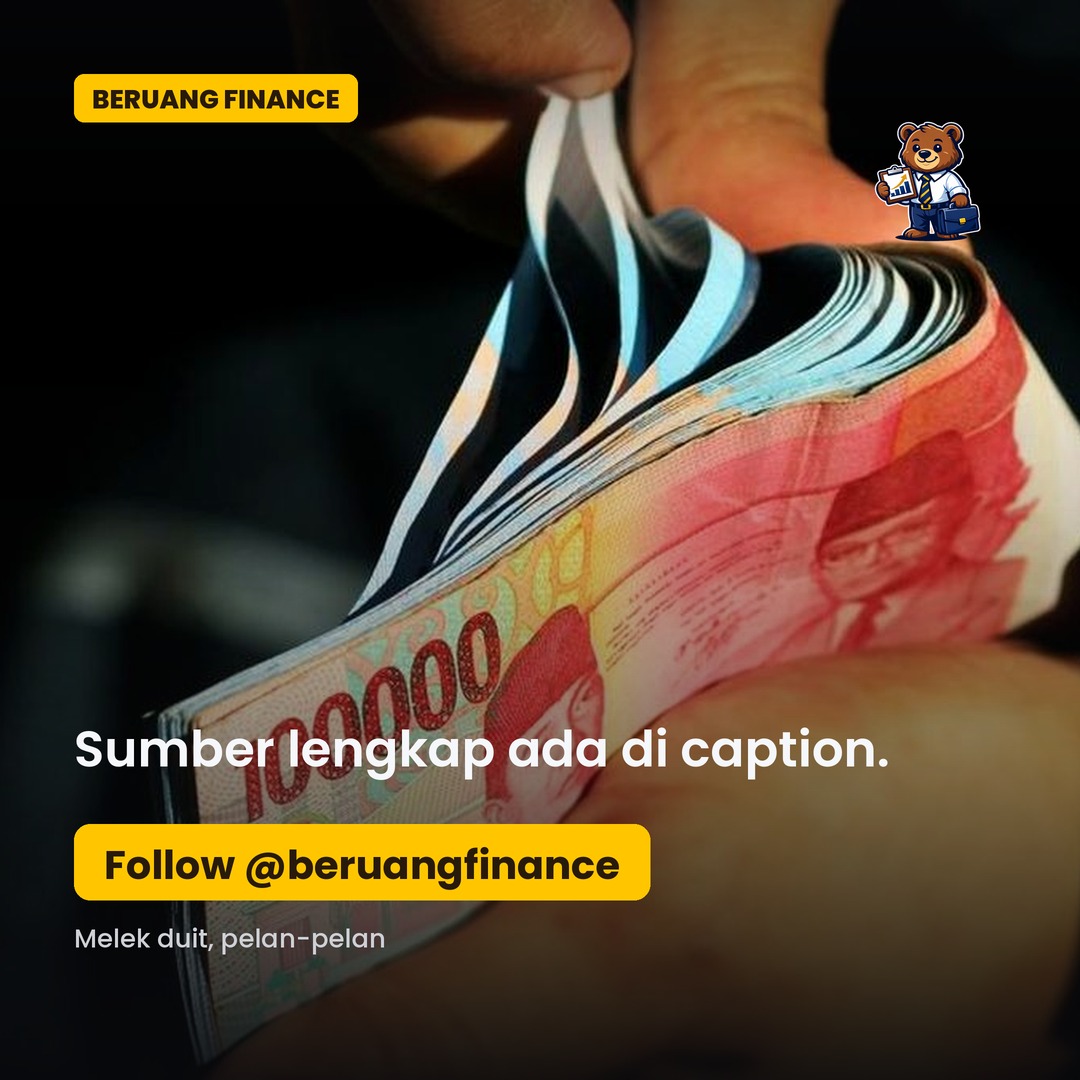 BERUANG FINANCE
100000
Sumber lengkap ada di caption.
Follow @beruangfinance
Melek duit, pelan-pelan